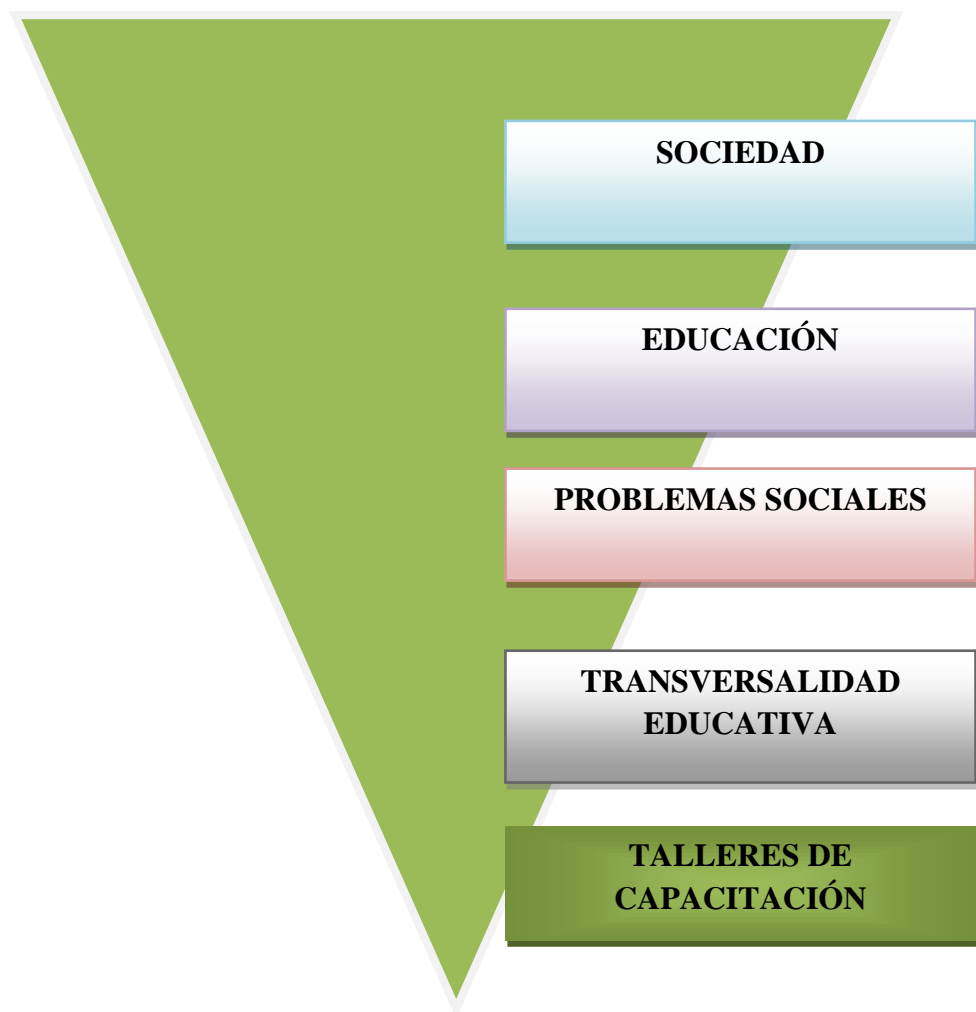 SOCIEDAD
EDUCACIÓN
PROBLEMAS SOCIALES
TRANSVERSALIDAD
EDUCATIVA
TALLERES DE
CAPACITACIÓN